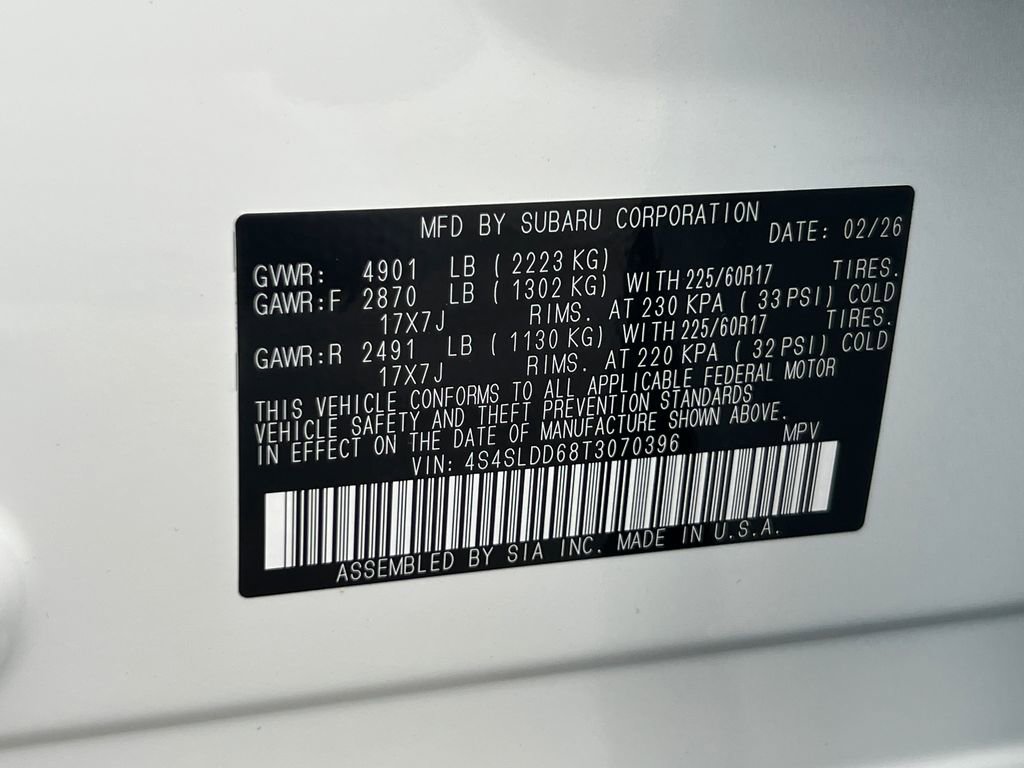 MFD BY SUBARU CORPORATION DATE: 02/26
GVWR: 4901 LB ( 2223 KG)
GAWR:F 2870 LB ( 1302 KG) WITH 225/60R17 TIRES.
17X7J RIMS. AT 230 KPA ( 33 PSI) COLD
GAWR:R 2491 LB ( 1130 KG) WITH 225/60R17 TIRES.
17X7J RIMS. AT 220 KPA ( 32 PSI) COLD
THIS VEHICLE CONFORMS TO ALL APPLICABLE FEDERAL MOTOR
VEHICLE SAFETY AND THEFT PREVENTION STANDARDS
IN EFFECT ON THE DATE OF MANUFACTURE SHOWN ABOVE.
VIN: 4S4SLDD68T3070396 MPV
ASSEMBLED BY SIA INC. MADE IN U.S.A.